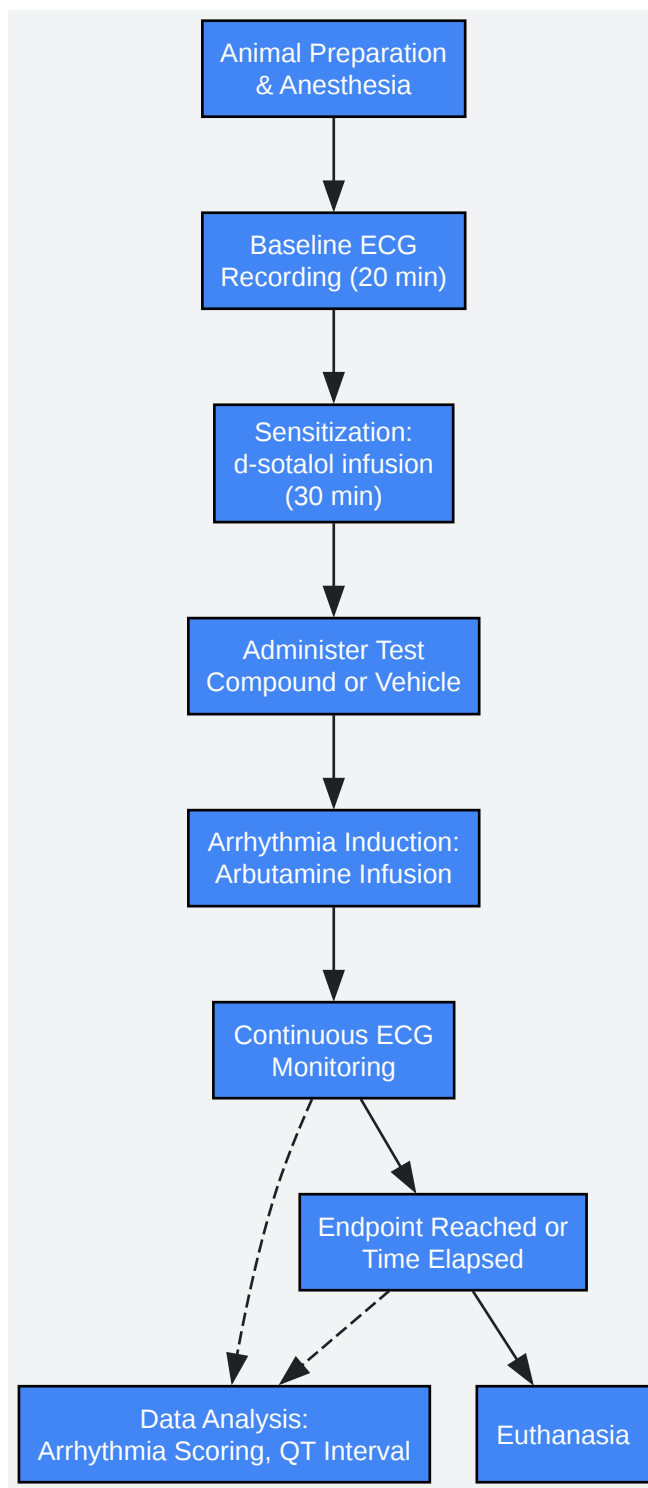 Animal Preparation
& Anesthesia
Baseline ECG
Recording (20 min)
Sensitization:
d-sotalol infusion
(30 min)
Administer Test
Compound or Vehicle
Arrhythmia Induction:
Arbutamine Infusion
Continuous ECG
Monitoring
Endpoint Reached or
Time Elapsed
Data Analysis:
Arrhythmia Scoring, QT Interval
Euthanasia